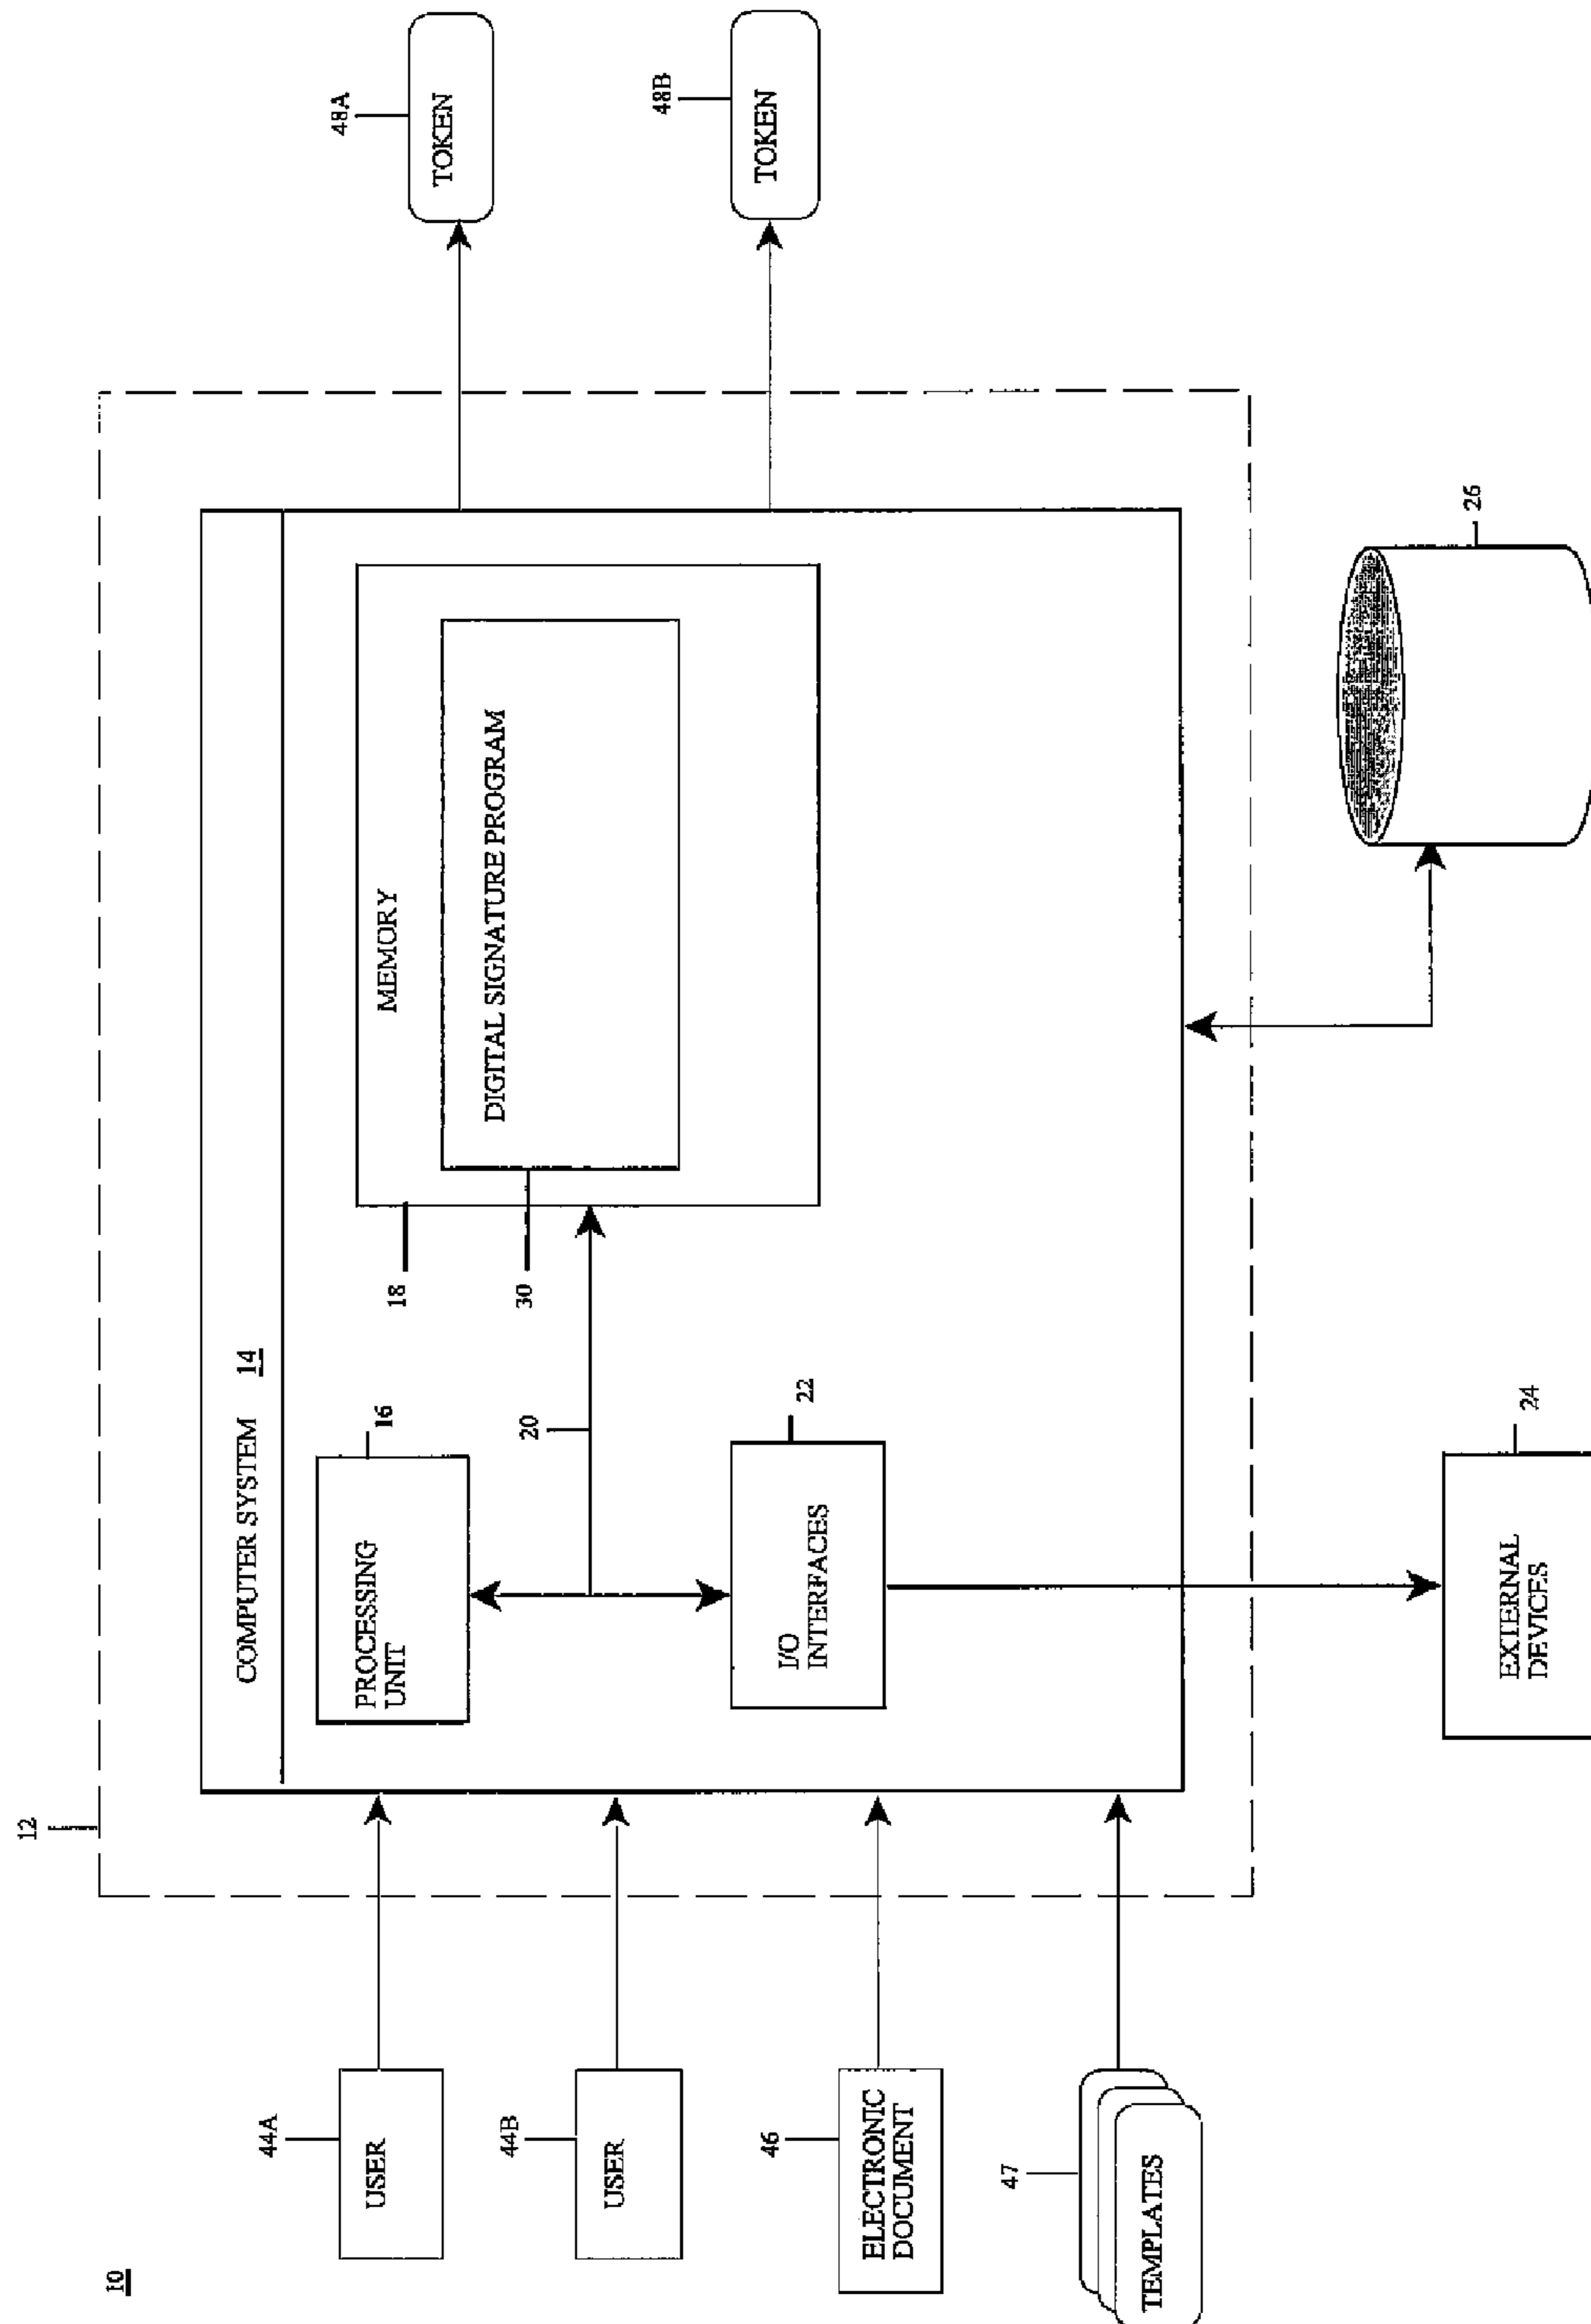 10
12
44A
USER
44B
USER
46
ELECTRONIC
DOCUMENT
47
TEMPLATES
COMPUTER SYSTEM 14
16
PROCESSING
UNIT
20
22
I/O
INTERFACES
18
MEMORY
30
DIGITAL SIGNATURE PROGRAM
48A
TOKEN
48B
TOKEN
24
EXTERNAL
DEVICES
26